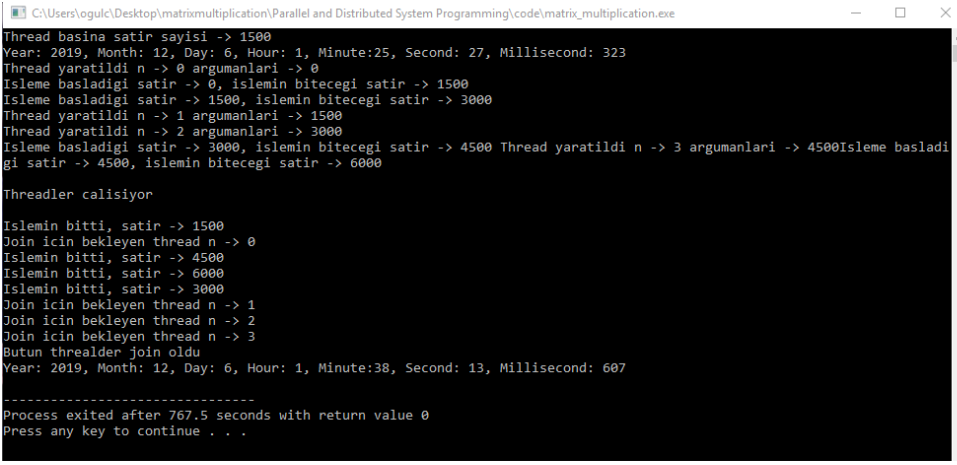 C:\Users\ogulc\Desktop\matrixmultiplication\Parallel and Distributed System Programming\code\matrix_multiplication.exe
Thread basina satir sayisi -> 1500
Year: 2019, Month: 12, Day: 6, Hour: 1, Minute:25, Second: 27, Millisecond: 323
Thread yaratildi n -> 0 argumanlari -> 0
Isleme basladigi satir -> 0, islemin bitecegi satir -> 1500
Isleme basladigi satir -> 1500, islemin bitecegi satir -> 3000
Thread yaratildi n -> 1 argumanlari -> 1500
Thread yaratildi n -> 2 argumanlari -> 3000
Isleme basladigi satir -> 3000, islemin bitecegi satir -> 4500 Thread yaratildi n -> 3 argumanlari -> 4500Isleme basladi
gi satir -> 4500, islemin bitecegi satir -> 6000
Threadler calisiyor
Islemin bitti, satir -> 1500
Join icin bekleyen thread n -> 0
Islemin bitti, satir -> 4500
Islemin bitti, satir -> 6000
Islemin bitti, satir -> 3000
Join icin bekleyen thread n -> 1
Join icin bekleyen thread n -> 2
Join icin bekleyen thread n -> 3
Butun threalder join oldu
Year: 2019, Month: 12, Day: 6, Hour: 1, Minute:38, Second: 13, Millisecond: 607
--------------------------------
Process exited after 767.5 seconds with return value 0
Press any key to continue . . .